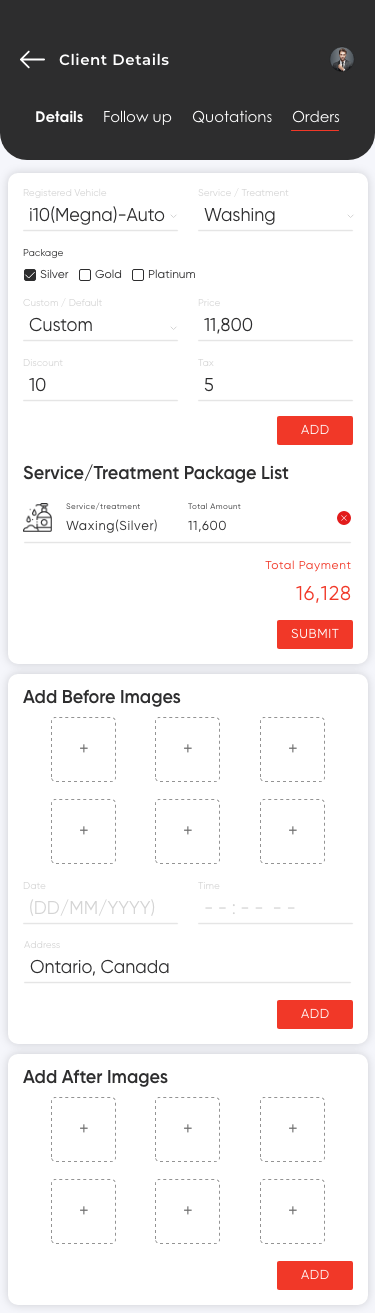 Client Details
Details Follow up Quotations Orders
Registered Vehicle Service / Treatment
i10(Megna)-Auto Washing
Package
Silver Gold Platinum
Custom / Default Price
Custom 11,800
Discount Tax
10 5
ADD
Service/Treatment Package List
Service/treatment Total Amount
Waxing(Silver) 11,600
Total Payment
16,128
SUBMIT
Add Before Images
+ + +
+ + +
Date Time
(DD/MM/YYYY) - - : - - - -
Address
Ontario, Canada
ADD
Add After Images
+ + +
+ + +
ADD